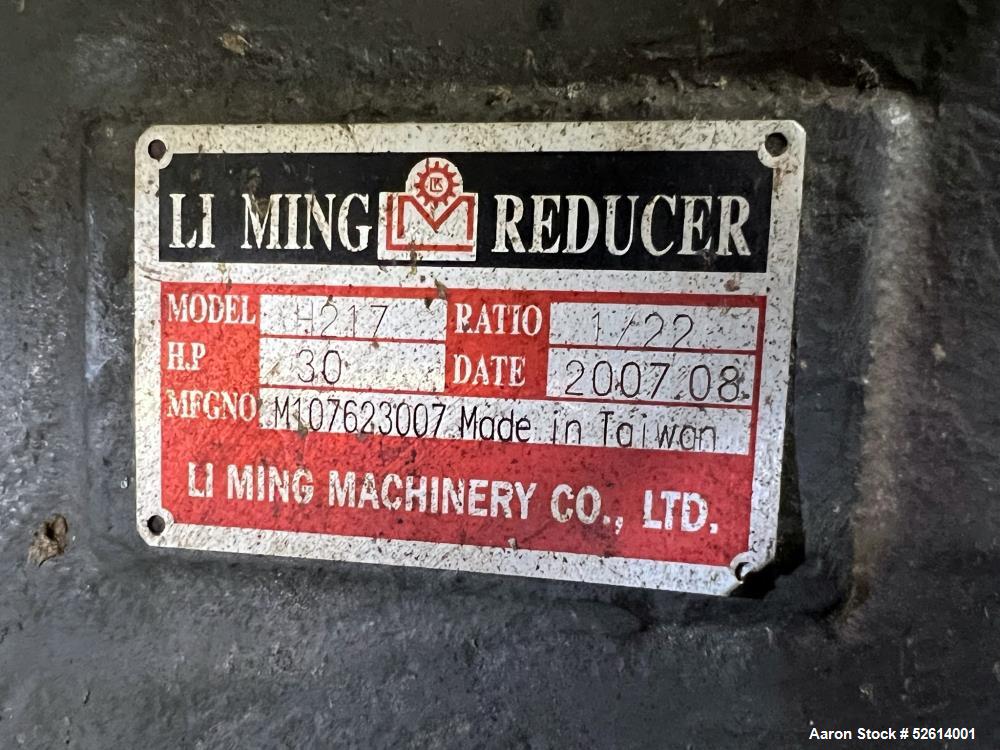 LI MING LK M REDUCER
MODEL H217 RATIO 1/22
H.P 30 DATE 2007.08
MFGNO M107623007 Made in Taiwan
LI MING MACHINERY CO., LTD.
Aaron Stock # 52614001